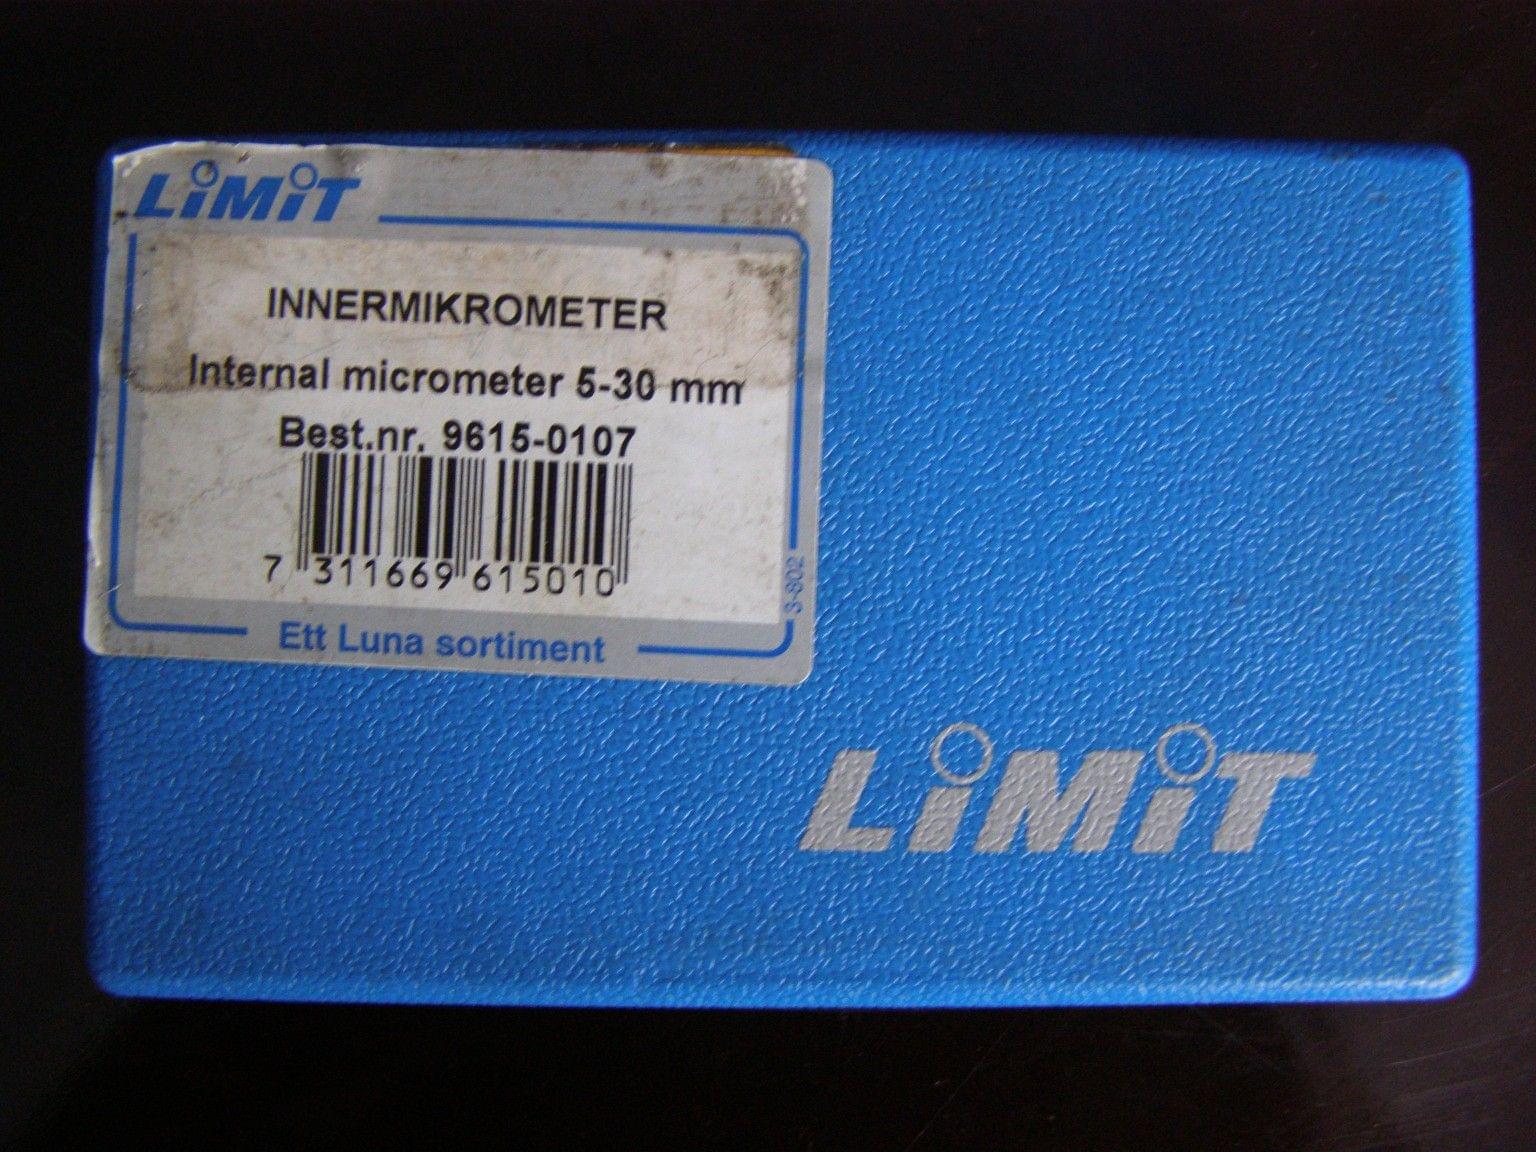 LiMiT
INNERMIKROMETER
Internal micrometer 5-30 mm
Best.nr. 9615-0107
7 311669 615010
3-802
Ett Luna sortiment
LiMiT